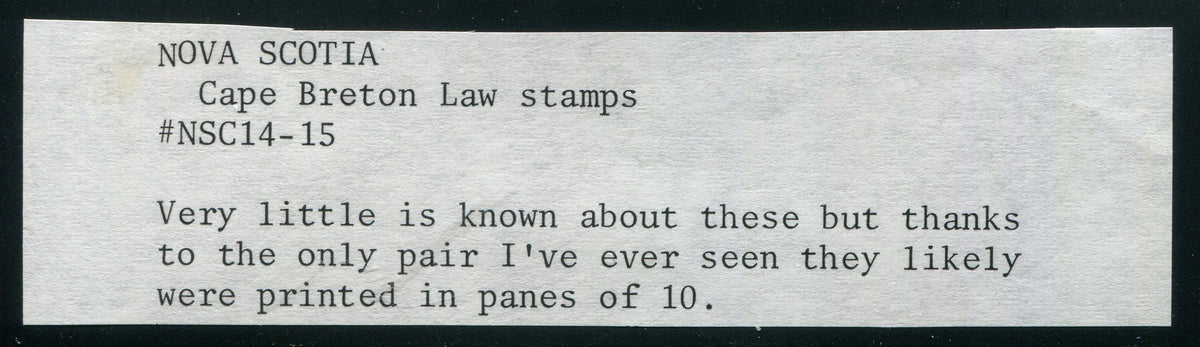 NOVA SCOTIA
Cape Breton Law stamps
#NSC14-15
Very little is known about these but thanks
to the only pair I've ever seen they likely
were printed in panes of 10.